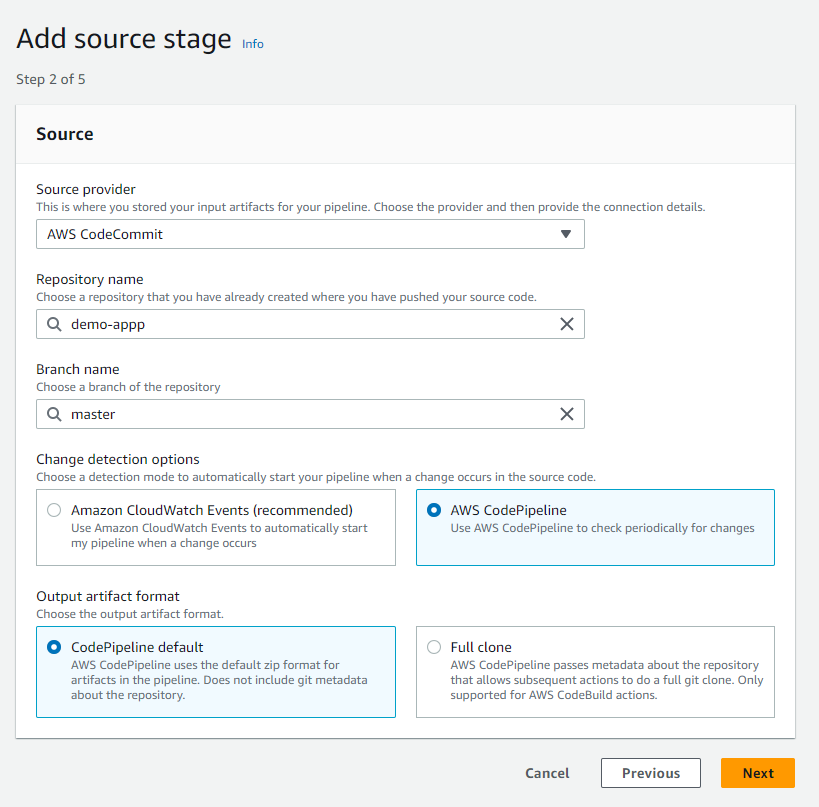 Add source stage Info
Step 2 of 5
Source
Source provider
This is where you stored your input artifacts for your pipeline. Choose the provider and then provide the connection details.
AWS CodeCommit
Repository name
Choose a repository that you have already created where you have pushed your source code.
demo-appp
Branch name
Choose a branch of the repository
master
Change detection options
Choose a detection mode to automatically start your pipeline when a change occurs in the source code.
Amazon CloudWatch Events (recommended)
Use Amazon CloudWatch Events to automatically start
my pipeline when a change occurs
AWS CodePipeline
Use AWS CodePipeline to check periodically for changes
Output artifact format
Choose the output artifact format.
CodePipeline default
AWS CodePipeline uses the default zip format for
artifacts in the pipeline. Does not include git metadata
about the repository.
Full clone
AWS CodePipeline passes metadata about the repository
that allows subsequent actions to do a full git clone. Only
supported for AWS CodeBuild actions.
Cancel
Previous
Next